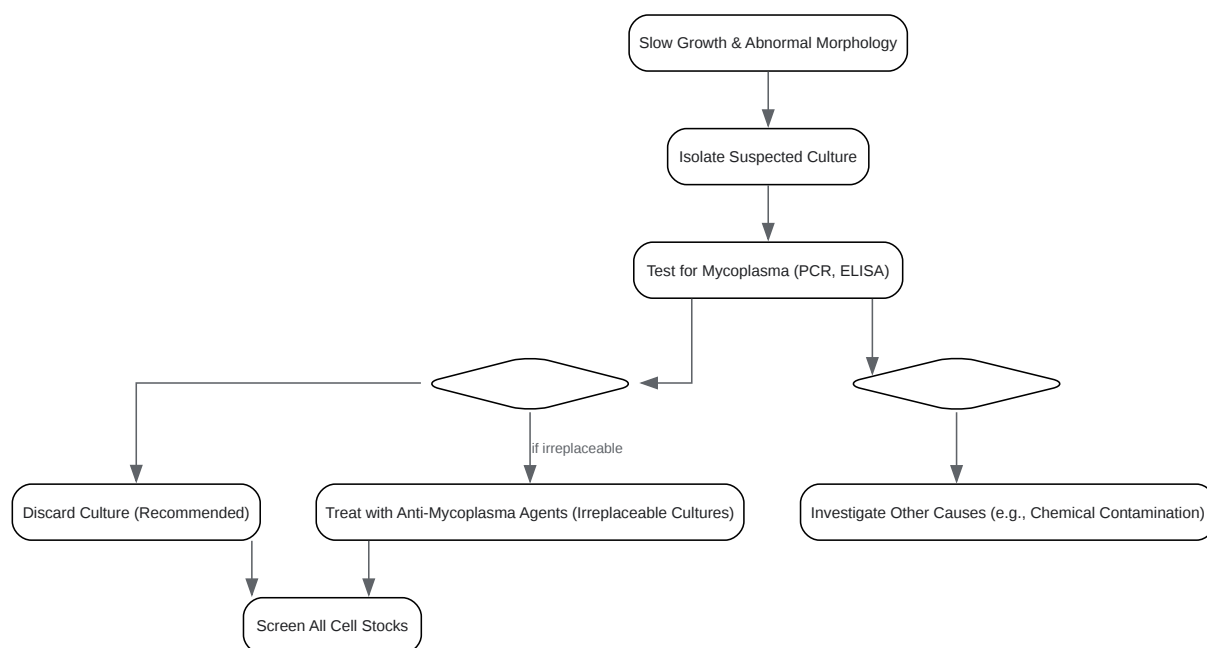 Slow Growth & Abnormal Morphology
Isolate Suspected Culture
Test for Mycoplasma (PCR, ELISA)
if irreplaceable
Discard Culture (Recommended)
Treat with Anti-Mycoplasma Agents (Irreplaceable Cultures)
Investigate Other Causes (e.g., Chemical Contamination)
Screen All Cell Stocks